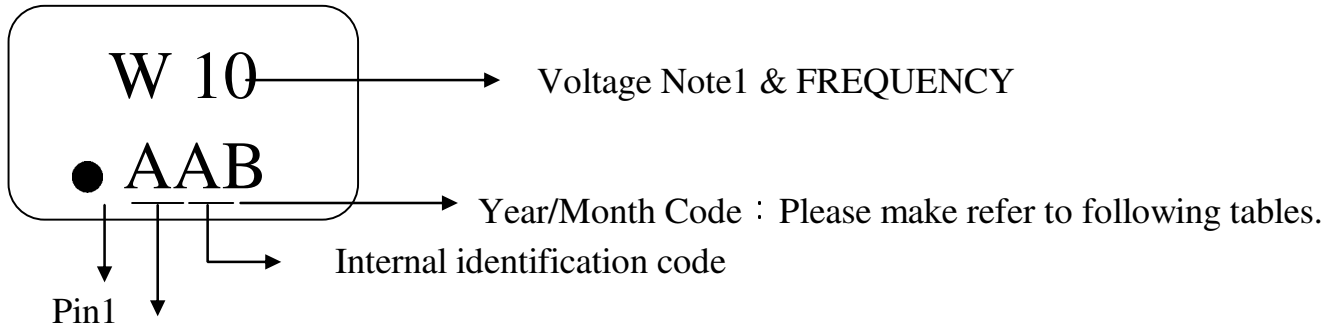 W 10
Voltage Note1 & FREQUENCY
AAB
Year/Month Code：Please make refer to following tables.
Internal identification code
Pin1